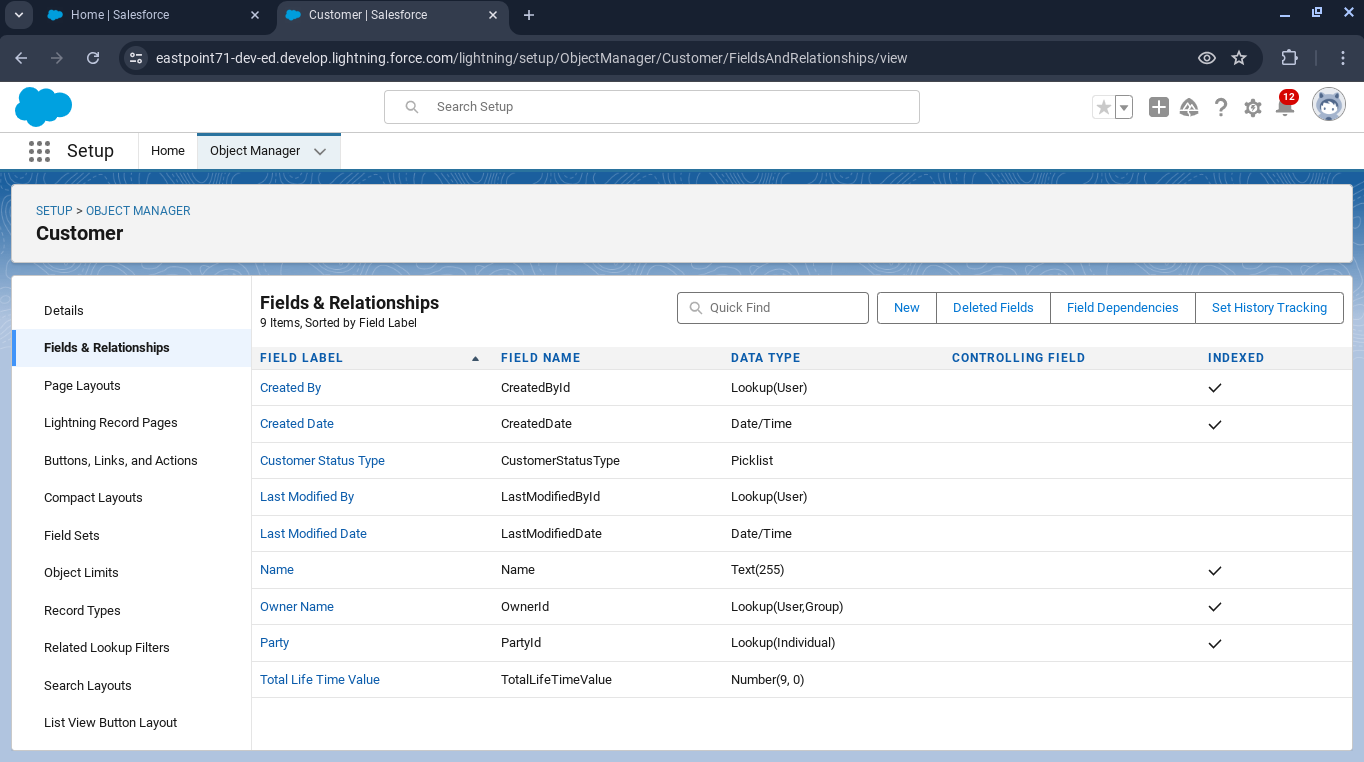 Home | Salesforce
Customer | Salesforce
eastpoint71-dev-ed.develop.lightning.force.com/lightning/setup/ObjectManager/Customer/FieldsAndRelationships/view
Search Setup
12
Setup
Home
Object Manager
SETUP > OBJECT MANAGER
Customer
Details
Fields & Relationships
Page Layouts
Lightning Record Pages
Buttons, Links, and Actions
Compact Layouts
Field Sets
Object Limits
Record Types
Related Lookup Filters
Search Layouts
List View Button Layout
Fields & Relationships
9 Items, Sorted by Field Label
Quick Find
New
Deleted Fields
Field Dependencies
Set History Tracking
FIELD LABEL FIELD NAME DATA TYPE CONTROLLING FIELD INDEXED
Created By CreatedById Lookup(User)
Created Date CreatedDate Date/Time
Customer Status Type CustomerStatusType Picklist
Last Modified By LastModifiedById Lookup(User)
Last Modified Date LastModifiedDate Date/Time
Name Name Text(255)
Owner Name OwnerId Lookup(User,Group)
Party PartyId Lookup(Individual)
Total Life Time Value TotalLifeTimeValue Number(9, 0)